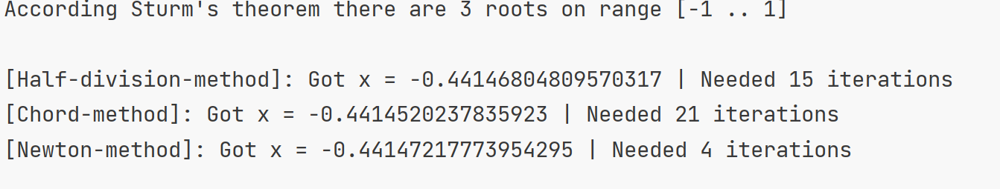 According Sturm's theorem there are 3 roots on range [-1 .. 1]
[Half-division-method]: Got x = -0.44146804809570317 | Needed 15 iterations
[Chord-method]: Got x = -0.4414520237835923 | Needed 21 iterations
[Newton-method]: Got x = -0.44147217773954295 | Needed 4 iterations